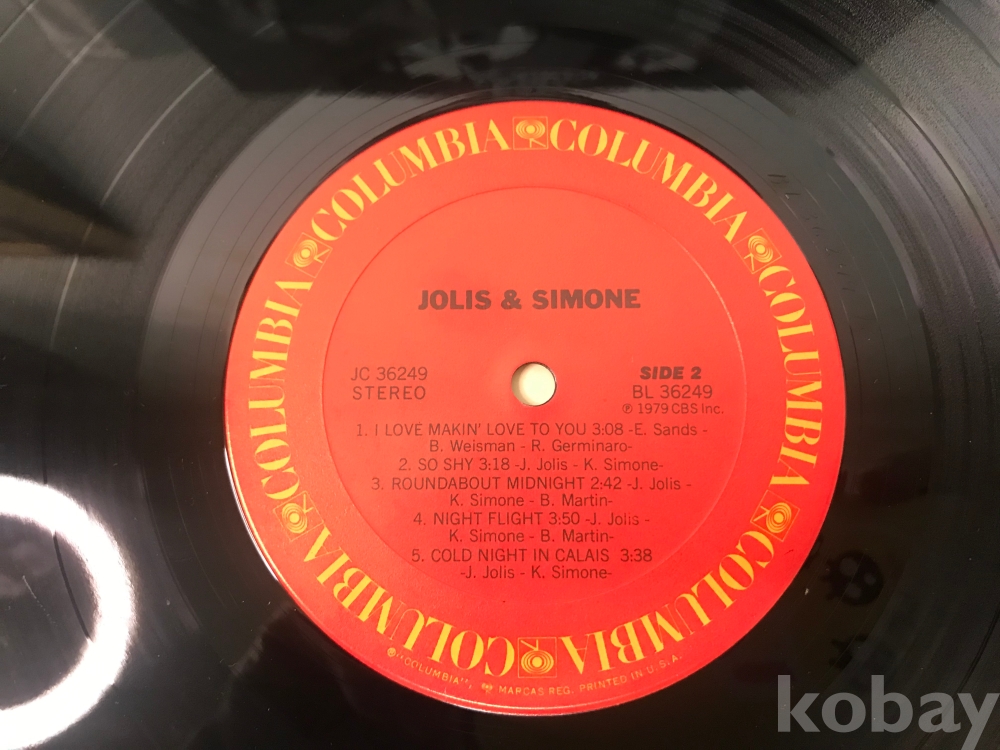 COLUMBIA COLUMBIA COLUMBIA COLUMBIA COLUMBIA COLUMBIA
JOLIS & SIMONE
JC 36249
STEREO
SIDE 2
BL 36249
℗ 1979 CBS Inc.
1. I LOVE MAKIN' LOVE TO YOU 3:08 -E. Sands -
B. Weisman - R. Germinaro-
2. SO SHY 3:18 -J. Jolis - K. Simone-
3. ROUNDABOUT MIDNIGHT 2:42 -J. Jolis -
K. Simone - B. Martin-
4. NIGHT FLIGHT 3:50 -J. Jolis -
K. Simone - B. Martin-
5. COLD NIGHT IN CALAIS 3:38
-J. Jolis - K. Simone-
® "COLUMBIA", MARCAS REG. PRINTED IN U.S.A.
kobay